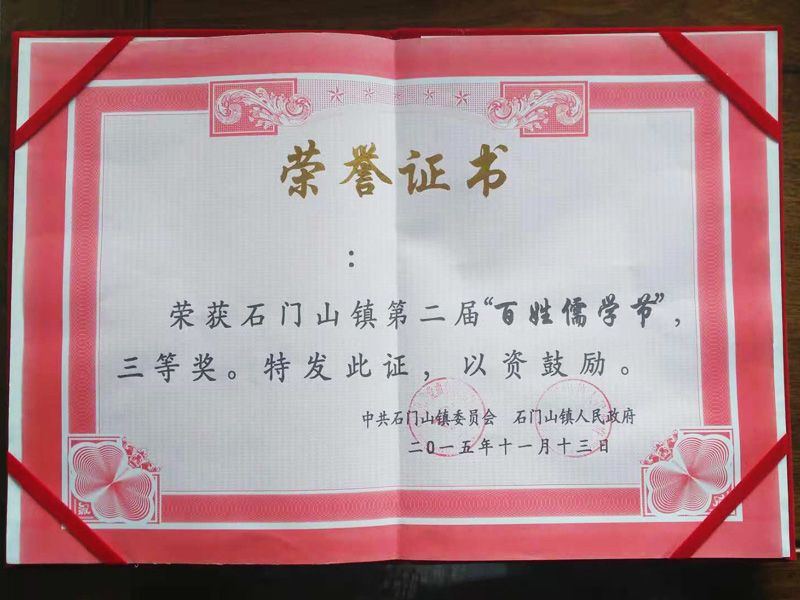 荣誉证书
：
荣获石门山镇第二届“百姓儒学节”，
三等奖。特发此证，以资鼓励。
中共石门山镇委员会 石门山镇人民政府
二0一五年十一月十三日